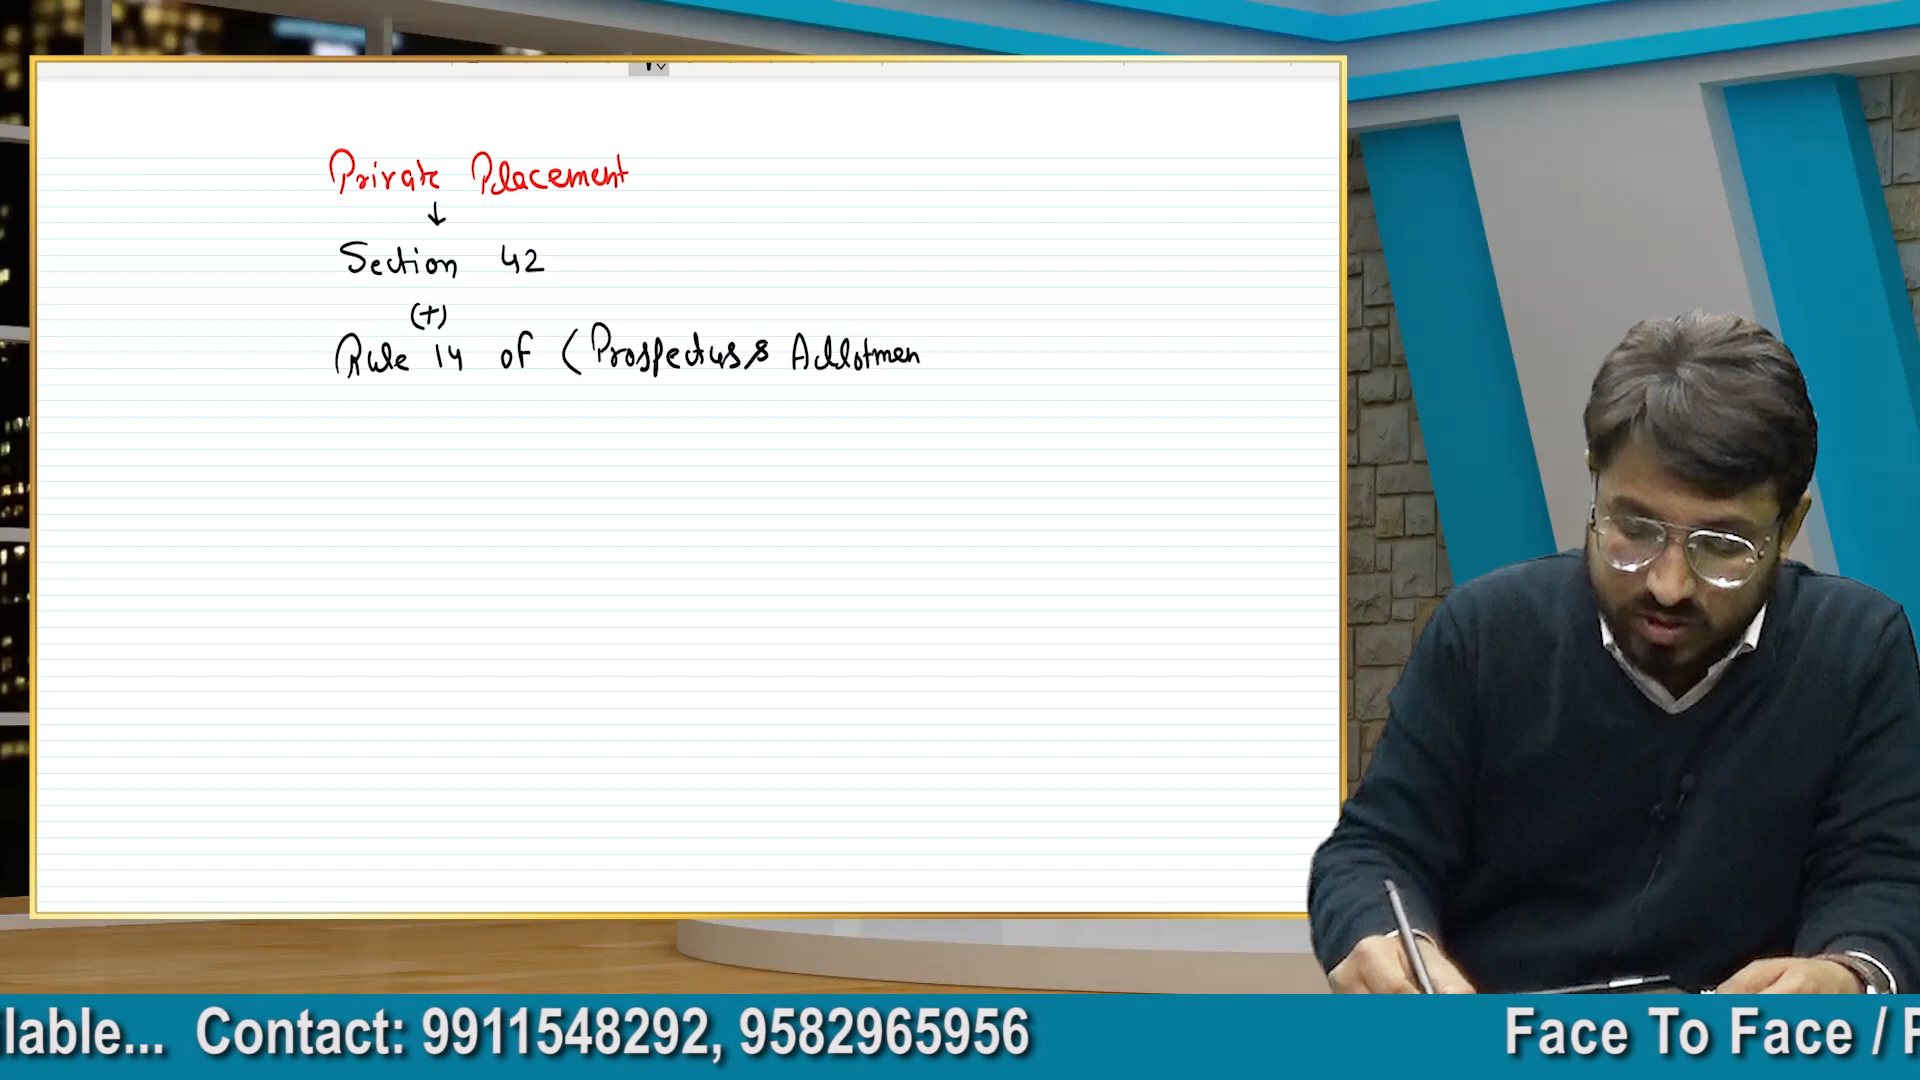 Private Placement
↓
Section 42
(+)
Rule 14 of (Prospectus & Allotmen
lable... Contact: 9911548292, 9582965956
Face To Face /